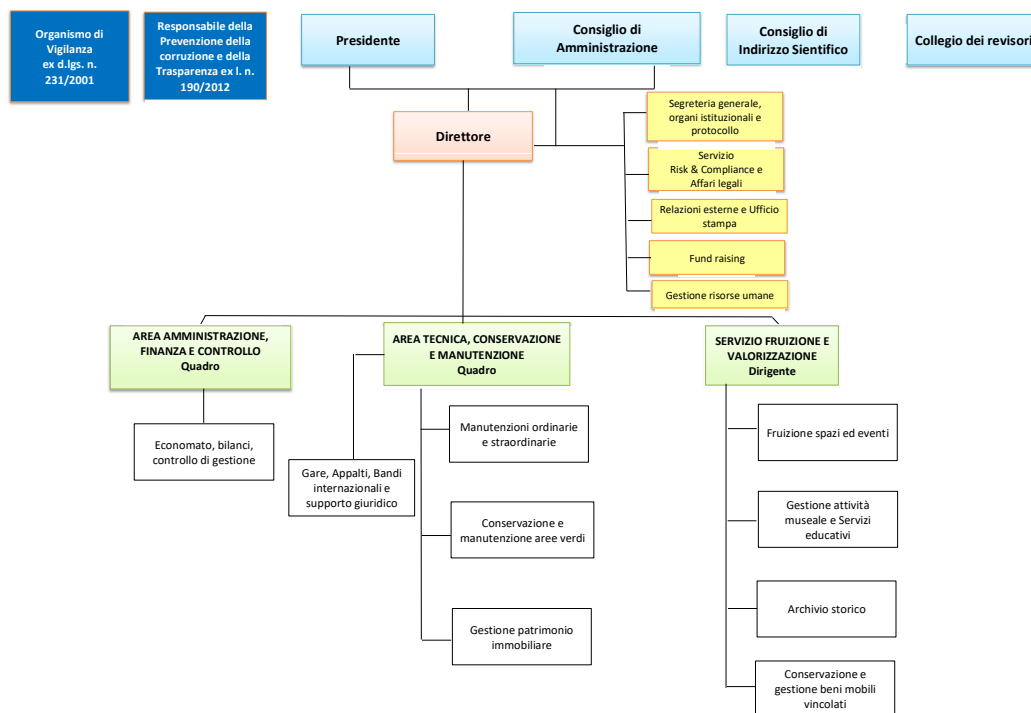 Organismo di
Vigilanza
ex d.lgs. n.
231/2001
Responsabile della
Prevenzione della
corruzione e della
Trasparenza ex l. n.
190/2012
Presidente
Consiglio di
Amministrazione
Consiglio di
Indirizzo Sientifico
Collegio dei revisori
Direttore
Segreteria generale,
organi istituzionali e
protocollo
Servizio
Risk & Compliance e
Affari legali
Relazioni esterne e Ufficio
stampa
Fund raising
Gestione risorse umane
AREA AMMINISTRAZIONE,
FINANZA E CONTROLLO
Quadro
AREA TECNICA, CONSERVAZIONE
E MANUTENZIONE
Quadro
SERVIZIO FRUIZIONE E
VALORIZZAZIONE
Dirigente
Economato, bilanci,
controllo di gestione
Gare, Appalti, Bandi
internazionali e
supporto giuridico
Manutenzioni ordinarie
e straordinarie
Conservazione e
manutenzione aree verdi
Gestione patrimonio
immobiliare
Fruizione spazi ed eventi
Gestione attività
museale e Servizi
educativi
Archivio storico
Conservazione e
gestione beni mobili
vincolati